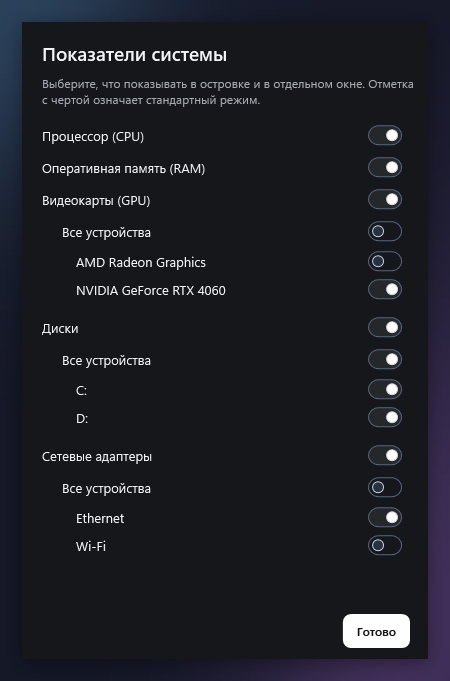 Показатели системы
Выберите, что показывать в островке и в отдельном окне. Отметка
с чертой означает стандартный режим.
Процессор (CPU)
Оперативная память (RAM)
Видеокарты (GPU)
Все устройства
AMD Radeon Graphics
NVIDIA GeForce RTX 4060
Диски
Все устройства
C:
D:
Сетевые адаптеры
Все устройства
Ethernet
Wi-Fi
Готово